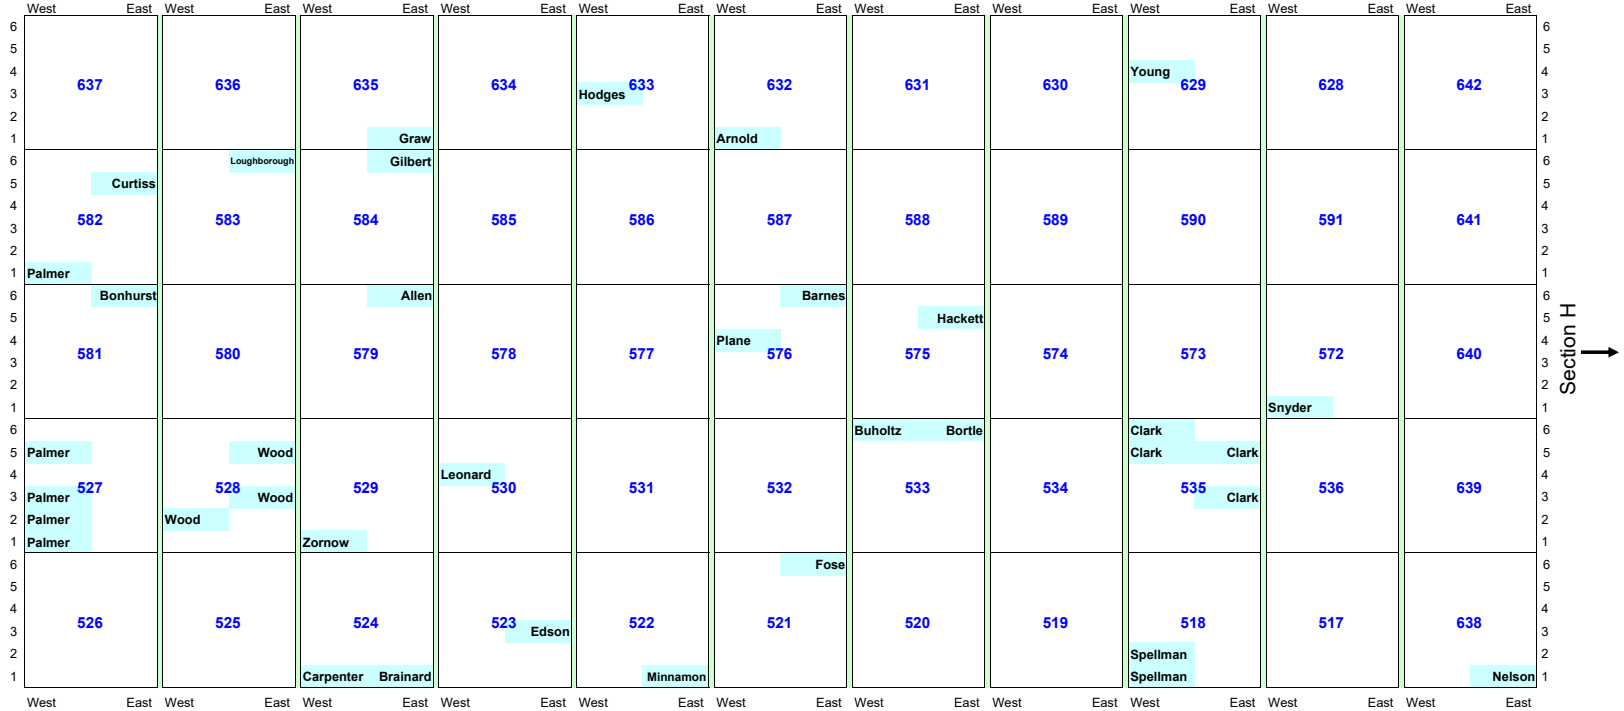 West East West East West East West East West East West East West East West East West East West East West East
6 6
5 5
4 Young 4
637 636 635 634 633 632 631 630 629 628 642
3 Hodges 3
2 2
1 Graw Arnold 1
6 Loughborough Gilbert 6
5 Curtiss 5
4 4
582 583 584 585 586 587 588 589 590 591 641
3 3
2 2
1 Palmer 1
6 Bonhurst Allen Barnes 6
5 Hackett 5
4 Plane 4
581 580 579 578 577 576 575 574 573 572 640
3 3
2 2
1 Snyder 1
Section H
6 Buholtz Bortle Clark 6
5 Palmer Wood Clark Clark 5
4 Leonard 4
527 528 529 530 531 532 533 534 535 536 639
3 Palmer Wood Clark 3
2 Palmer Wood 2
1 Palmer Zornow 1
6 Fose 6
5 5
4 4
526 525 524 523 522 521 520 519 518 517 638
3 Edson 3
2 Spellman 2
1 Carpenter Brainard Minnamon Spellman Nelson 1
West East West East West East West East West East West East West East West East West East West East West East